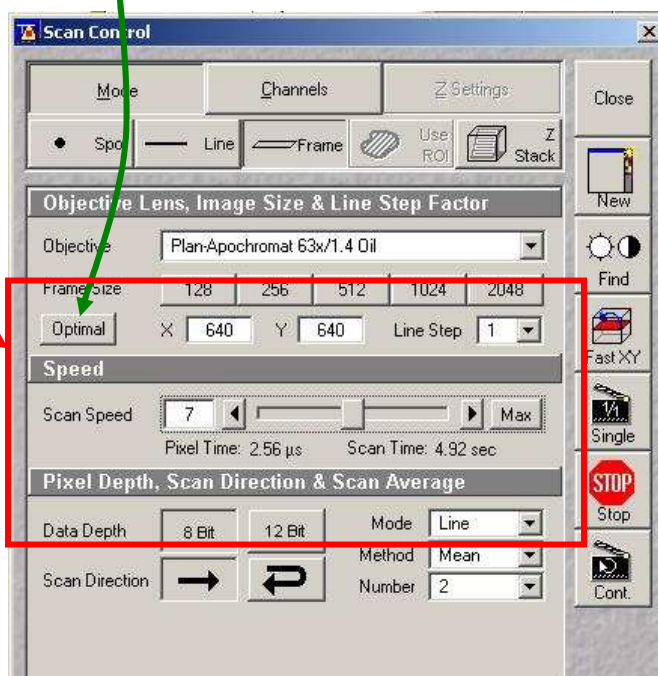 Scan Control
Mode Channels Z Settings Close
Spot Line Frame Use ROI Z Stack
New
Objective Lens, Image Size & Line Step Factor
Objective Plan-Apochromat 63x/1.4 Oil
Find
Frame Size 128 256 512 1024 2048
Optimal X 640 Y 640 Line Step 1
Fast XY
Speed
Scan Speed 7 Max
1/1
Single
Pixel Time: 2.56 µs Scan Time: 4.92 sec
Pixel Depth, Scan Direction & Scan Average
STOP
Stop
Data Depth 8 Bit 12 Bit Mode Line
Method Mean
Scan Direction Number 2
Cont.